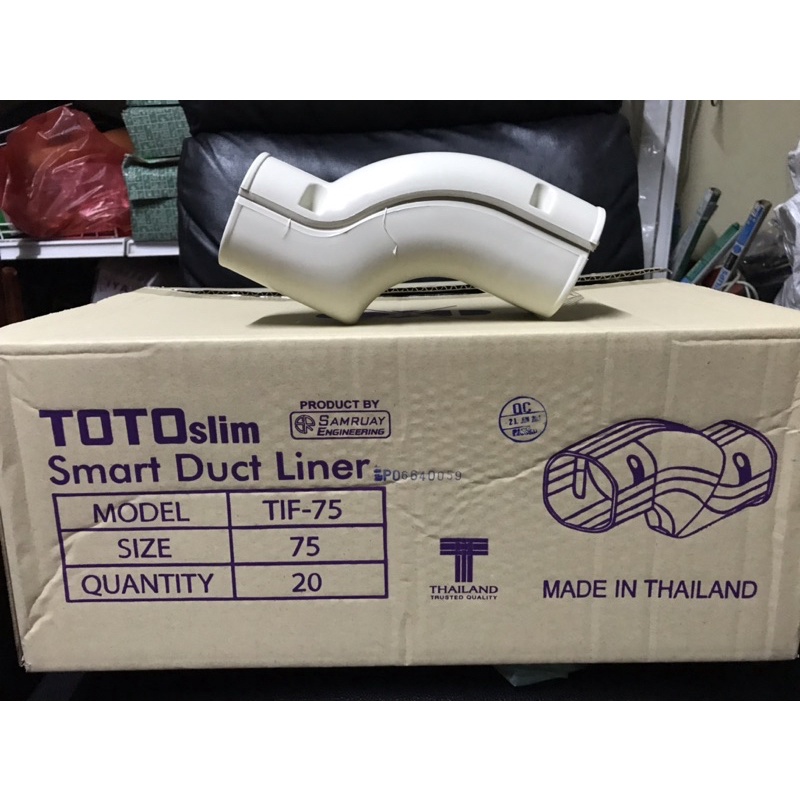 TOTOslim
PRODUCT BY
SAMRUAY
ENGINEERING
Smart Duct Liner
MODEL TIF-75
SIZE 75
QUANTITY 20
QC
PASSED
THAILAND
TRUSTED QUALITY
MADE IN THAILAND